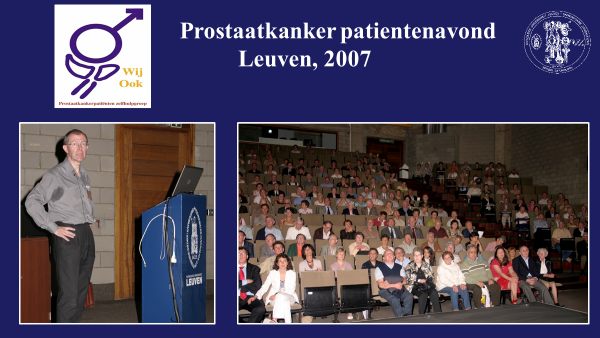 Prostaatkanker patientenavond
Leuven, 2007
Wij
Ook
Prostaatkankerpatiënten zelfhulpgroep
LEUVEN